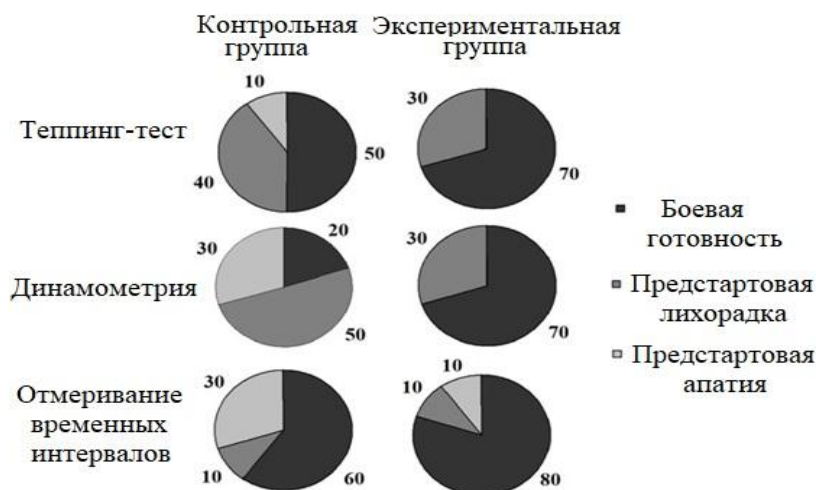 Контрольная
группа
Экспериментальная
группа
10
50
40
Теппинг-тест
30
70
20
30
50
Динамометрия
30
70
30
10
60
Отмеривание
временных
интервалов
10
10
80
Боевая
готовность
Предстартовая
лихорадка
Предстартовая
апатия